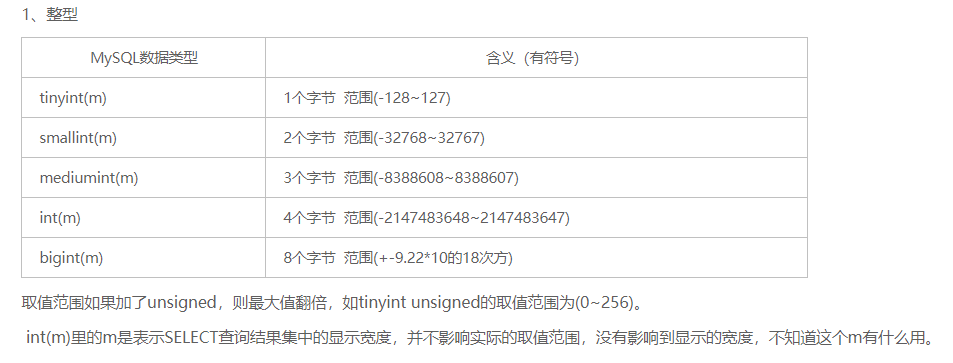 1、整型
MySQL数据类型 含义（有符号）
tinyint(m) 1个字节 范围(-128~127)
smallint(m) 2个字节 范围(-32768~32767)
mediumint(m) 3个字节 范围(-8388608~8388607)
int(m) 4个字节 范围(-2147483648~2147483647)
bigint(m) 8个字节 范围(+-9.22*10的18次方)
取值范围如果加了unsigned，则最大值翻倍，如tinyint unsigned的取值范围为(0~256)。
int(m)里的m是表示SELECT查询结果集中的显示宽度，并不影响实际的取值范围，没有影响到显示的宽度，不知道这个m有什么用。